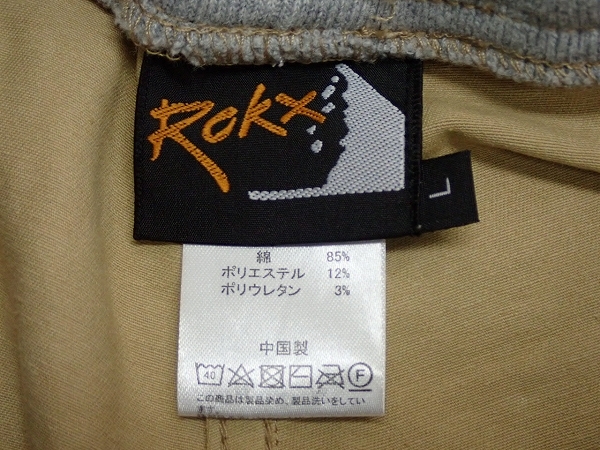 Rokx
L
綿 85%
ポリエステル 12%
ポリウレタン 3%
中国製
40 F
この商品は製品染め、製品洗いをしてい
ます。